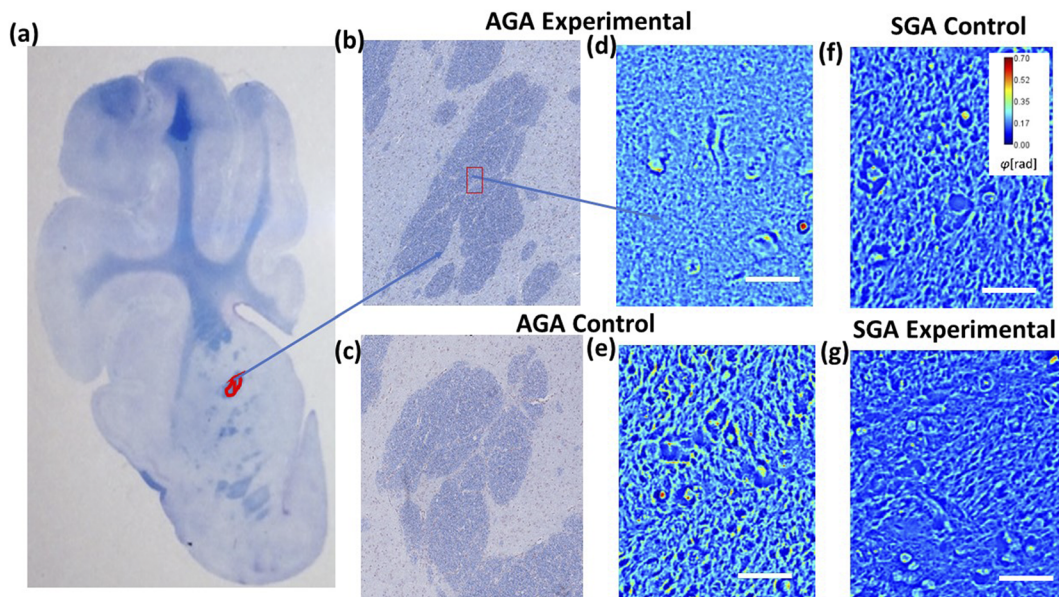 (a)
AGA Experimental
(b)
(d)
SGA Control
(f)
0.70
0.52
0.35
0.17
0.00
φ[rad]
AGA Control
(c)
(e)
SGA Experimental
(g)